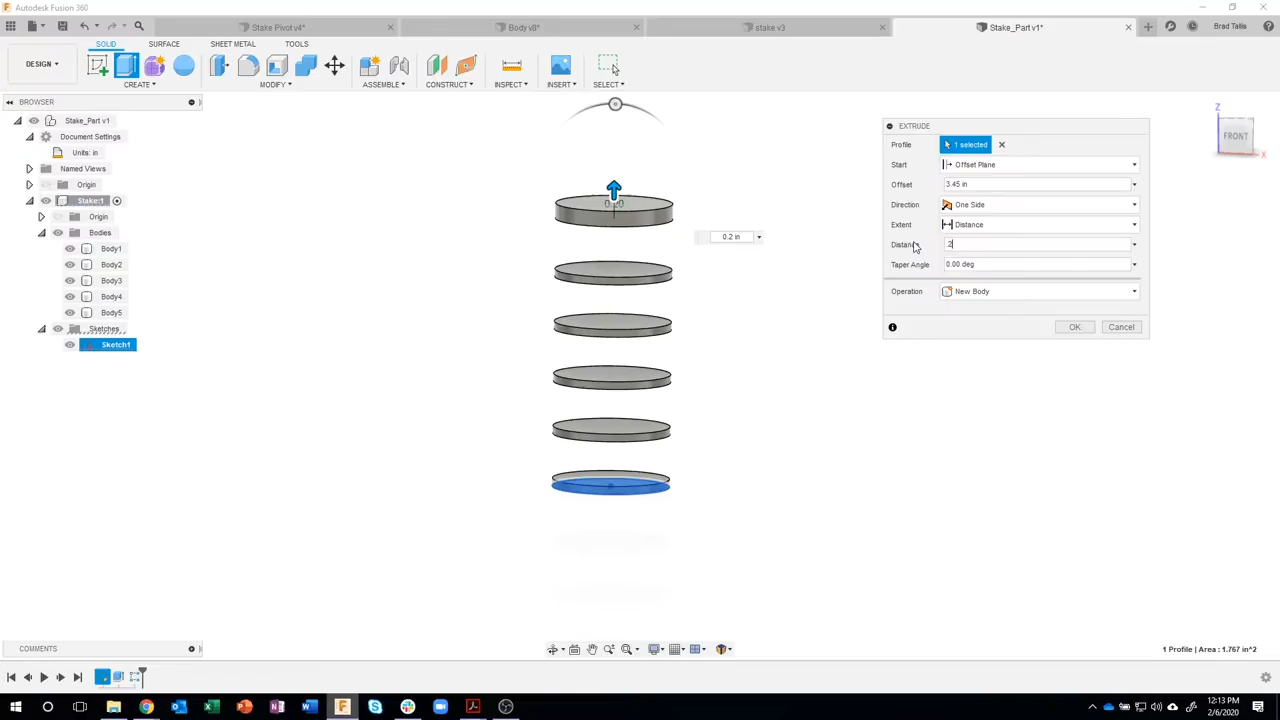 Autodesk Fusion 360
Stake Pivot v4*
Body v8*
stake v3
Stake_Part v1*
Brad Tallis
SOLID
SURFACE
SHEET METAL
TOOLS
DESIGN
CREATE
MODIFY
ASSEMBLE
CONSTRUCT
INSPECT
INSERT
SELECT
BROWSER
Stake_Part v1
Document Settings
Units: in
Named Views
Origin
Stake:1
Origin
Bodies
Body1
Body2
Body3
Body4
Body5
Sketches
Sketch1
0.2 in
Z
FRONT
X
EXTRUDE
Profile 1 selected
Start Offset Plane
Offset 3.45 in
Direction One Side
Extent Distance
Distance .2
Taper Angle 0.00 deg
Operation New Body
OK Cancel
COMMENTS
1 Profile | Area : 1.767 in^2
12:13 PM
2/6/2020